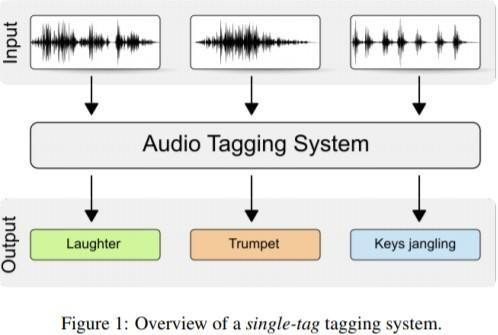 Input
Audio Tagging System
Output
Laughter
Trumpet
Keys jangling
Figure 1: Overview of a single-tag tagging system.